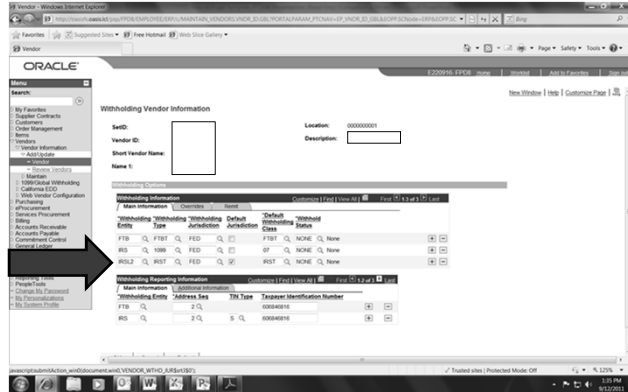 Vendor - Windows Internet Explorer
Favorites Suggested Sites Free Hotmail Web Slice Gallery
Vendor
Page Safety Tools
ORACLE
E220916. FPD8 Home Worklist Add to Favorites Sign out
Menu
Search:
New Window | Help | Customize Page
My Favorites
Supplier Contracts
Customers
Order Management
Items
Vendors
Vendor Information
Add/Update
Vendor
Review Vendors
Maintain
1099/Global Withholding
California EDD
Web Vendor Configuration
Purchasing
eProcurement
Services Procurement
Billing
Accounts Receivable
Accounts Payable
Commitment Control
General Ledger
Reporting Tools
PeopleTools
Change My Password
My Personalizations
My System Profile
Withholding Vendor Information
SetID:
Location: 0000000001
Vendor ID:
Description:
Short Vendor Name:
Name 1:
Withholding Options
Withholding Information Customize | Find | View All | First 1-3 of 3 Last
Main Information Overrides Remit
*Withholding Entity *Withholding Type *Withholding Jurisdiction Default Jurisdiction *Default Withholding Class *Withhold Status
FTB FTBT FED FTBT NONE None
IRS 1099 FED 07 NONE None
IRSL2 IRST FED IRST NONE None
Withholding Reporting Information Customize | Find | View All | First 1-2 of 2 Last
Main Information Additional Information
*Withholding Entity *Address Seq TIN Type Taxpayer Identification Number
FTB 2 606846816
IRS 2 S 606846816
Trusted sites | Protected Mode: Off 125%
1:35 PM
9/12/2011